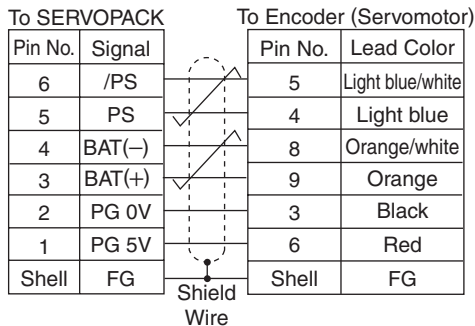 To SERVOPACK To Encoder (Servomotor)
Pin No. Signal Pin No. Lead Color
6 /PS 5 Light blue/white
5 PS 4 Light blue
4 BAT(−) 8 Orange/white
3 BAT(+) 9 Orange
2 PG 0V 3 Black
1 PG 5V 6 Red
Shell FG Shell FG
Shield
Wire